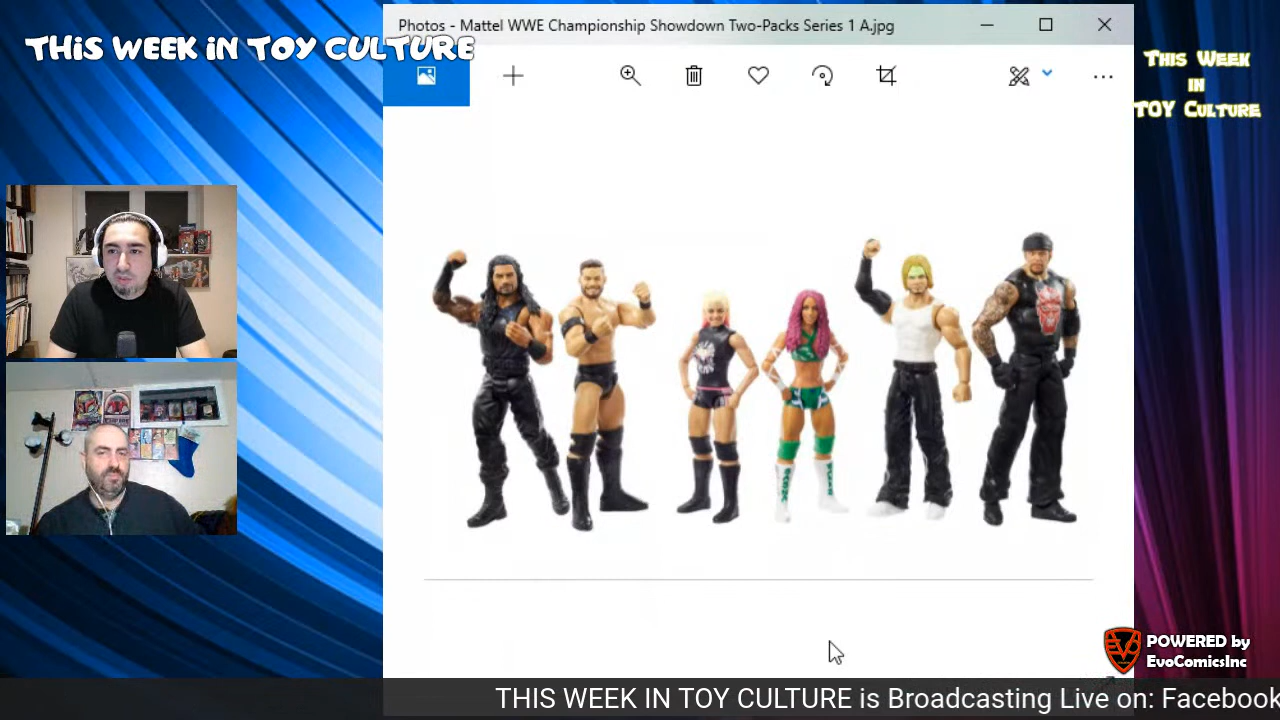 Photos - Mattel WWE Championship Showdown Two-Packs Series 1 A.jpg
THiS WEEK iN TOY CULTURE
This Week
in
TOY Culture
POWERED by
EvoComicsInc
THIS WEEK IN TOY CULTURE is Broadcasting Live on: Facebook